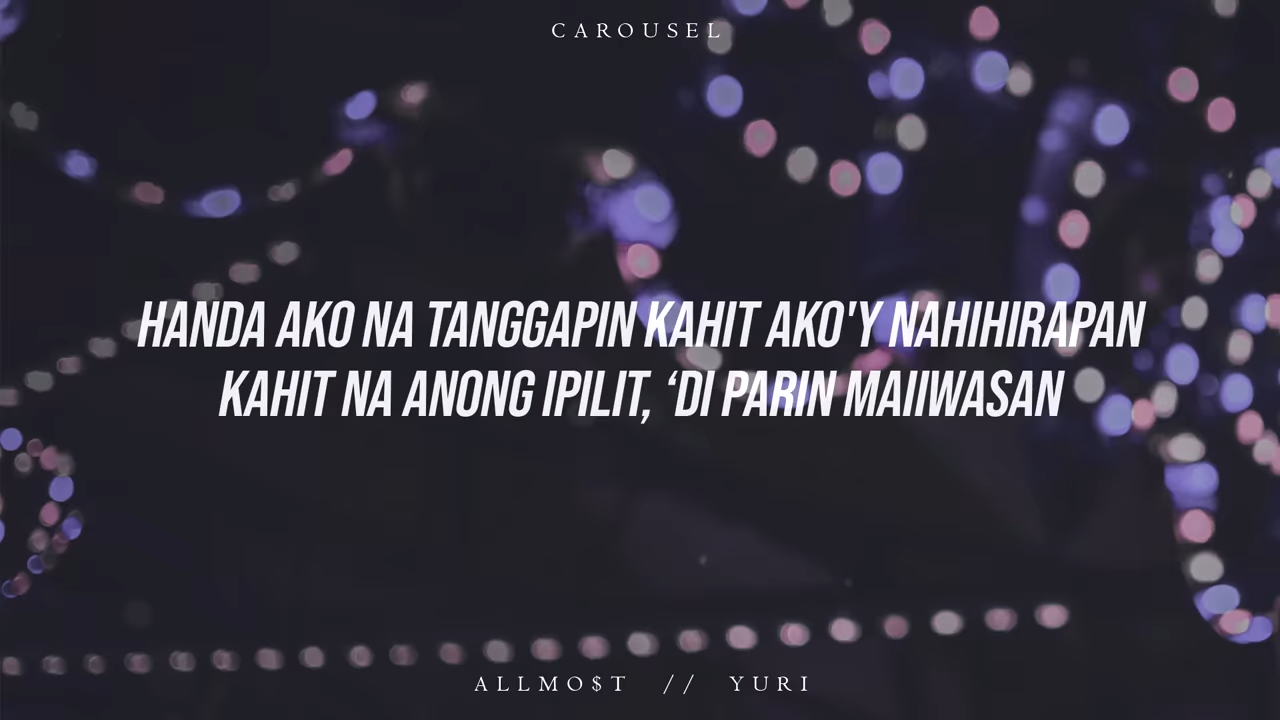 CAROUSEL
HANDA AKO NA TANGGAPIN KAHIT AKO'Y NAHIHIRAPAN
KAHIT NA ANONG IPILIT, ‘DI PARIN MAIIWASAN
ALLMO$T // YURI